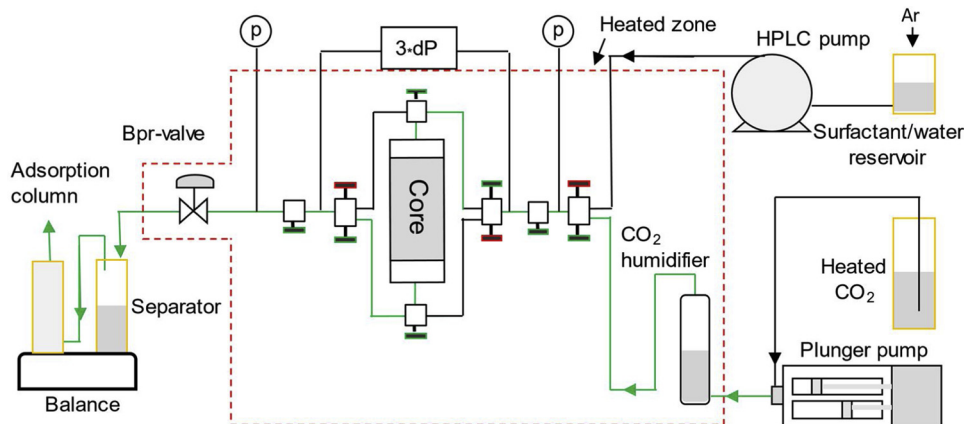 p
3*dP
p
Heated zone
HPLC pump
Ar
Surfactant/water
reservoir
Bpr-valve
Adsorption
column
Core
CO₂
humidifier
Heated
CO₂
Separator
Plunger pump
Balance